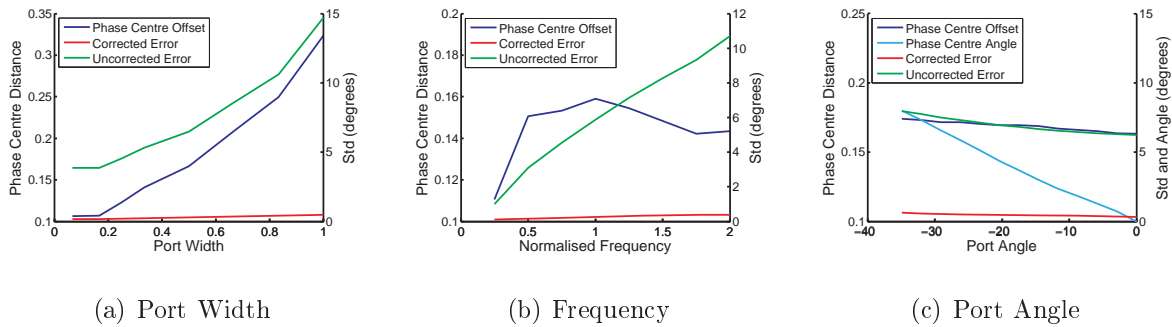 0.35
0.3
0.25
0.2
0.15
0.1
Phase Centre Distance
Phase Centre Offset
Corrected Error
Uncorrected Error
15
10
5
0
Std (degrees)
0 0.2 0.4 0.6 0.8 1
Port Width
(a) Port Width
0.2
0.18
0.16
0.14
0.12
0.1
Phase Centre Distance
Phase Centre Offset
Corrected Error
Uncorrected Error
12
10
8
6
4
2
0
Std (degrees)
0 0.5 1 1.5 2
Normalised Frequency
(b) Frequency
0.25
0.2
0.15
0.1
Phase Centre Distance
Phase Centre Offset
Phase Centre Angle
Corrected Error
Uncorrected Error
15
10
5
0
Std and Angle (degrees)
−40 −30 −20 −10 0
Port Angle
(c) Port Angle